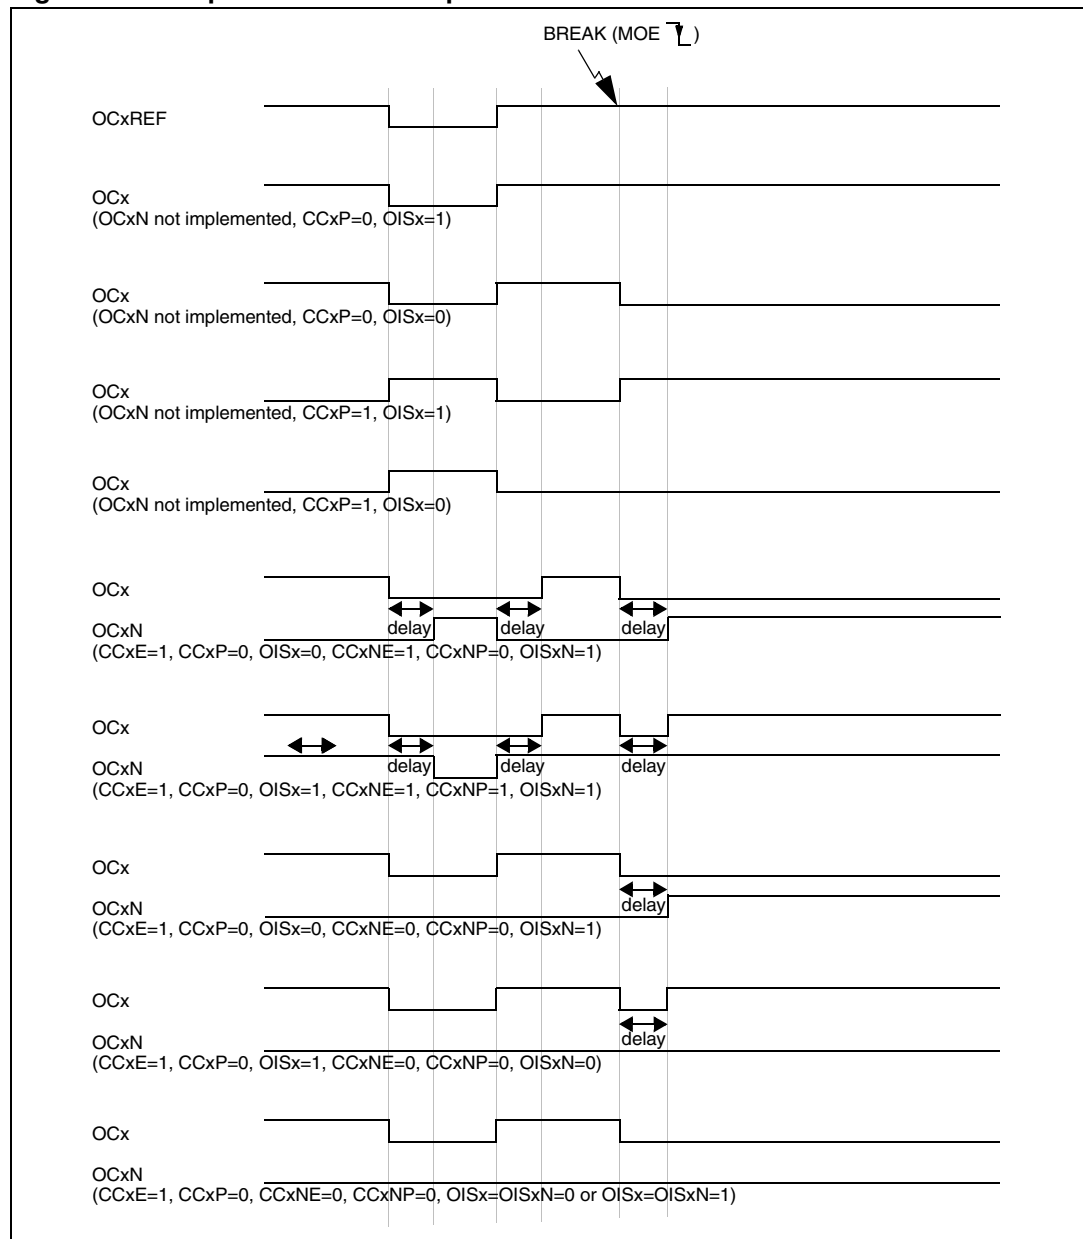 BREAK (MOE )
OCxREF
OCx
(OCxN not implemented, CCxP=0, OISx=1)
OCx
(OCxN not implemented, CCxP=0, OISx=0)
OCx
(OCxN not implemented, CCxP=1, OISx=1)
OCx
(OCxN not implemented, CCxP=1, OISx=0)
OCx
delay delay delay
OCxN
(CCxE=1, CCxP=0, OISx=0, CCxNE=1, CCxNP=0, OISxN=1)
OCx
delay delay delay
OCxN
(CCxE=1, CCxP=0, OISx=1, CCxNE=1, CCxNP=1, OISxN=1)
OCx
delay
OCxN
(CCxE=1, CCxP=0, OISx=0, CCxNE=0, CCxNP=0, OISxN=1)
OCx
delay
OCxN
(CCxE=1, CCxP=0, OISx=1, CCxNE=0, CCxNP=0, OISxN=0)
OCx
OCxN
(CCxE=1, CCxP=0, CCxNE=0, CCxNP=0, OISx=OISxN=0 or OISx=OISxN=1)